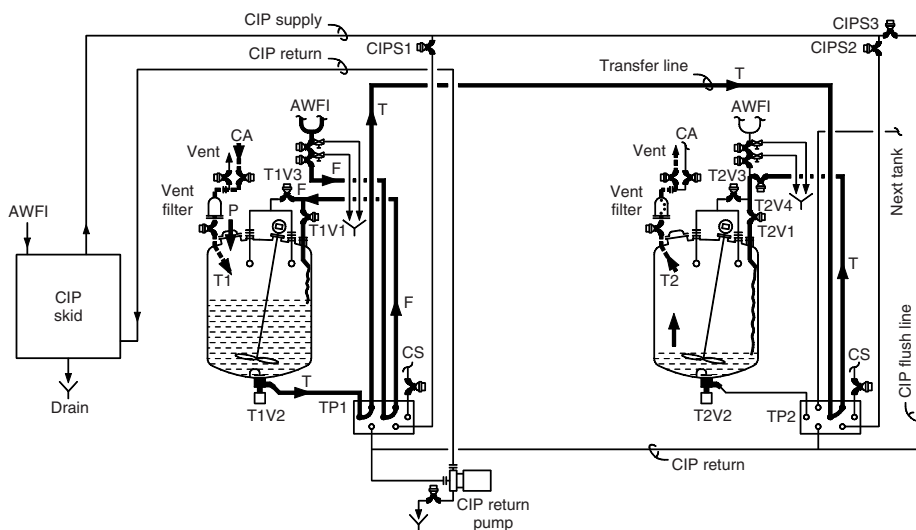 CIP supply
CIPS1
CIPS3
CIPS2
CIP return
Transfer line
T
T
AWFI
AWFI
CA
CA
Vent
Vent
F
T1V3
F
T2V3
T2V4
Vent
filter
P
T1V1
Vent
filter
T2V1
Next tank
AWFI
T1
T2
CIP
skid
F
T
CS
CS
Drain
T
T1V2
TP1
T2V2
TP2
CIP flush line
CIP return
CIP return
pump